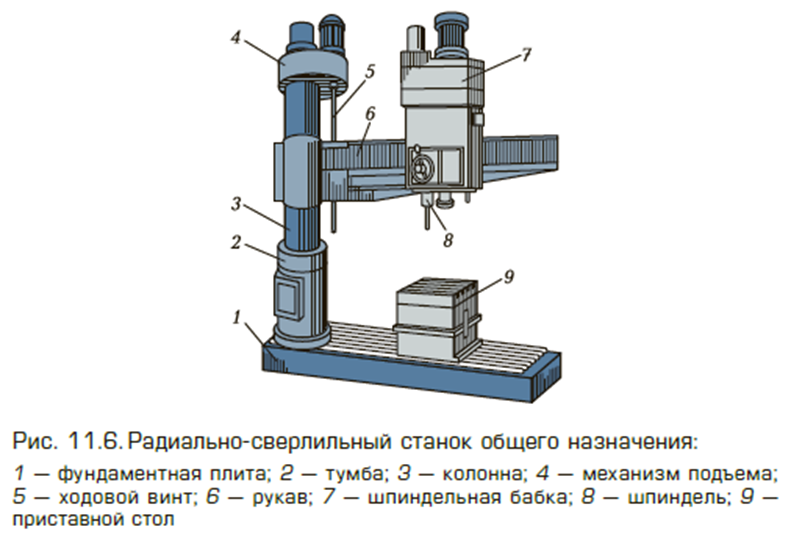 4
5
6
7
3
8
2
9
1
Рис. 11.6. Радиально-сверлильный станок общего назначения:
1 — фундаментная плита; 2 — тумба; 3 — колонна; 4 — механизм подъема;
5 — ходовой винт; 6 — рукав; 7 — шпиндельная бабка; 8 — шпиндель; 9 —
приставной стол